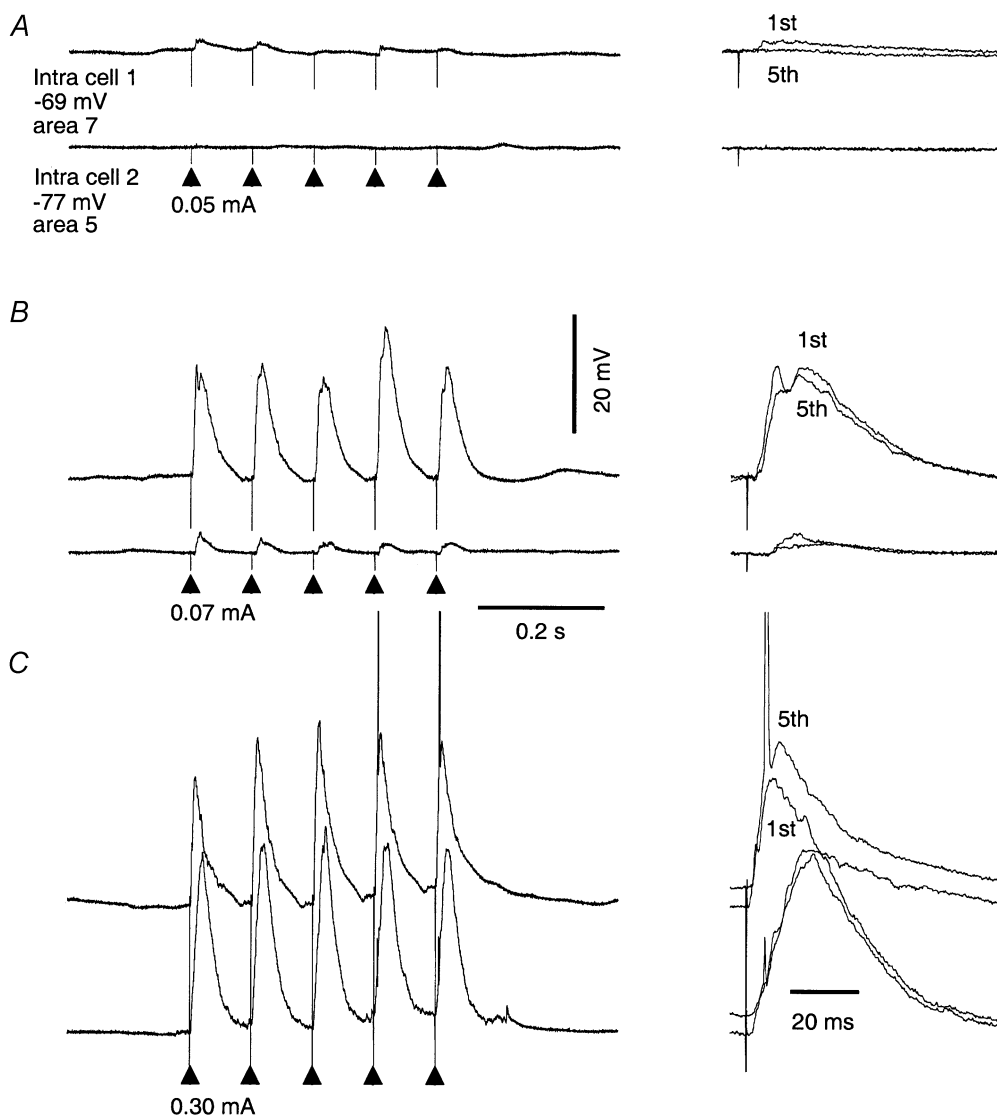 A
Intra cell 1
-69 mV
area 7
1st
5th
Intra cell 2
-77 mV
area 5
0.05 mA
B
20 mV
1st
5th
0.07 mA
0.2 s
C
5th
1st
20 ms
0.30 mA